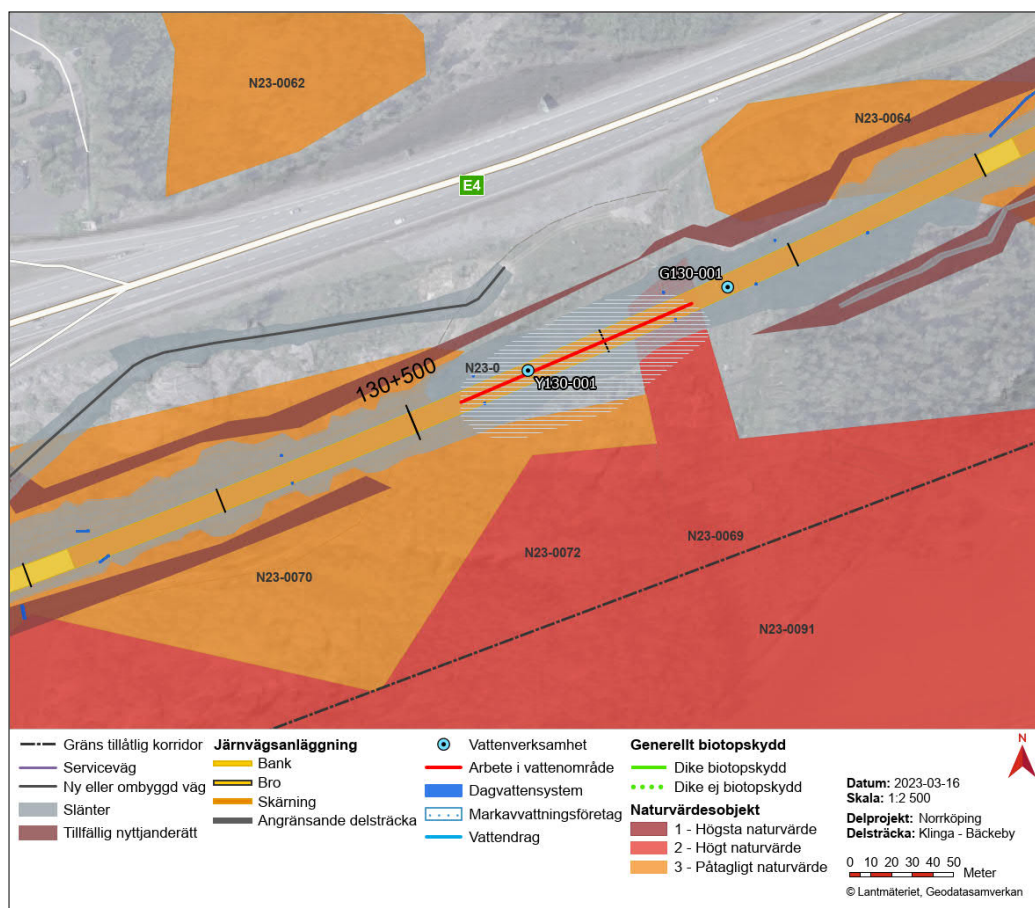 N23-0062
N23-0064
E4
G130-001
130+500
N23-0
Y130-001
N23-0069
N23-0072
N23-0070
N23-0091
Gräns tillåtlig korridor
Serviceväg
Ny eller ombyggd väg
Slänter
Tillfällig nyttjanderätt
Järnvägsanläggning
Bank
Bro
Skärning
Angränsande delsträcka
Vattenverksamhet
Arbete i vattenområde
Dagvattensystem
Markavvattningsföretag
Vattendrag
Generellt biotopskydd
Dike biotopskydd
Dike ej biotopskydd
Naturvärdesobjekt
1 - Högsta naturvärde
2 - Högt naturvärde
3 - Påtagligt naturvärde
N
Datum: 2023-03-16
Skala: 1:2 500
Delprojekt: Norrköping
Delsträcka: Klinga - Bäckeby
0 10 20 30 40 50
Meter
© Lantmäteriet, Geodatasamverkan